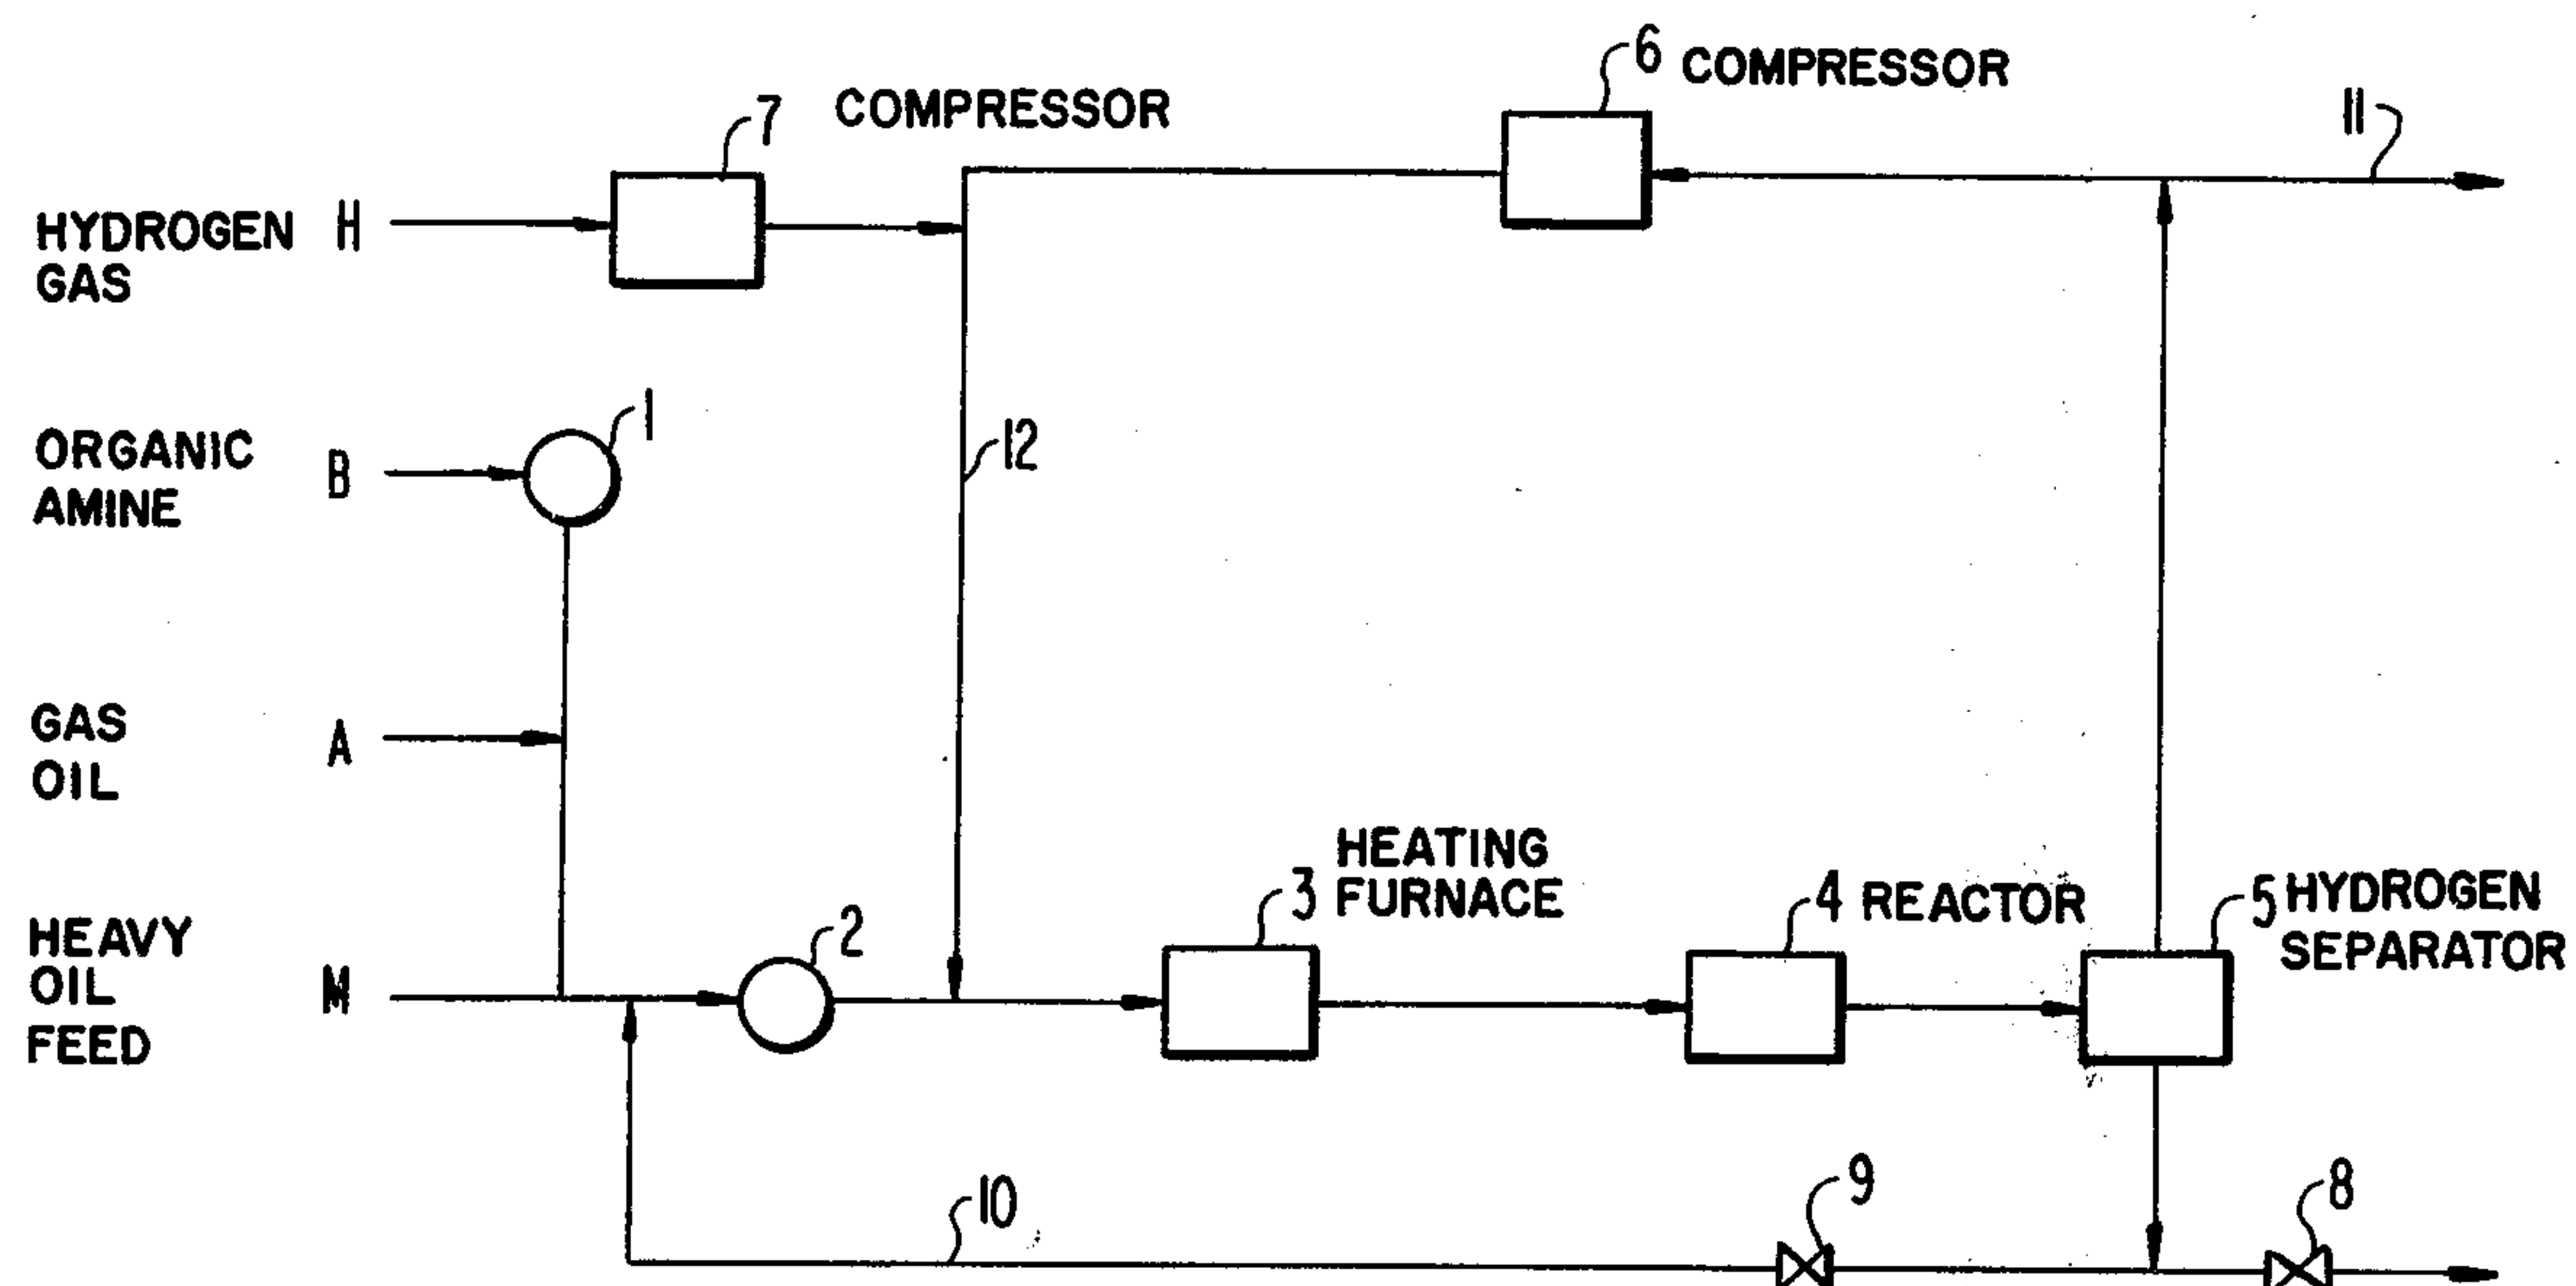 6 COMPRESSOR
11
7 COMPRESSOR
HYDROGEN H
GAS
1
ORGANIC
AMINE
B
12
GAS
OIL
A
HEATING
3 FURNACE
4 REACTOR
5 HYDROGEN
SEPARATOR
HEAVY
OIL
FEED
M
2
9
8
10